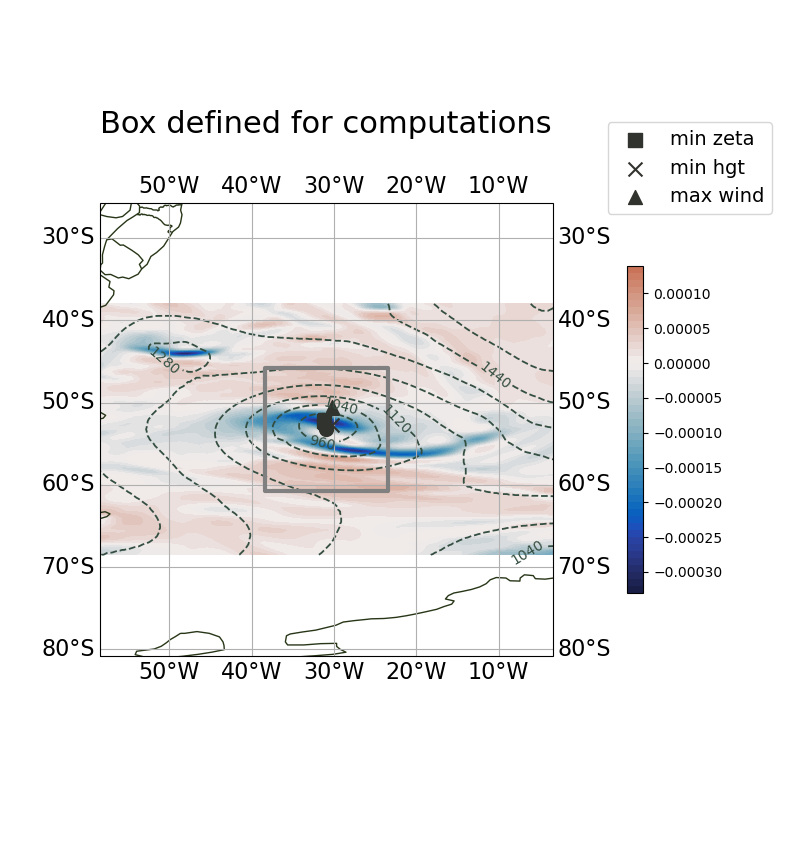 Box defined for computations
min zeta
min hgt
max wind
50°W 40°W 30°W 20°W 10°W
30°S 30°S
40°S 40°S
50°S 50°S
60°S 60°S
70°S 70°S
80°S 80°S
50°W 40°W 30°W 20°W 10°W
1280
1440
1040
1120
960
1040
0.00010
0.00005
0.00000
−0.00005
−0.00010
−0.00015
−0.00020
−0.00025
−0.00030